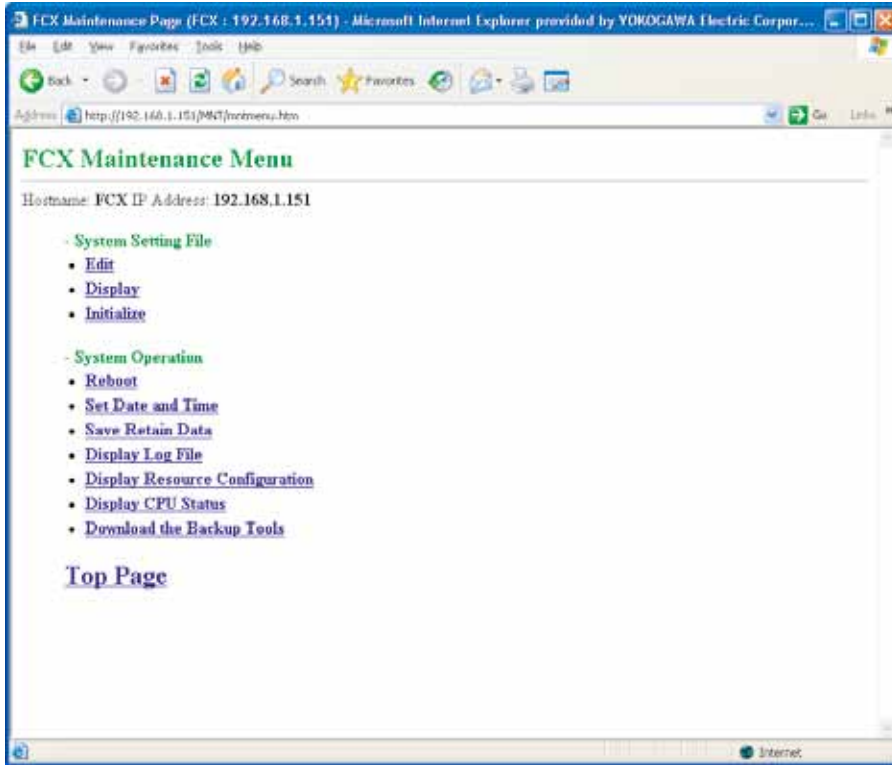 FCX Maintenance Page (FCX : 192.168.1.151) - Microsoft Internet Explorer provided by YOKOGAWA Electric Corpor...
File Edit View Favorites Tools Help
Back Search Favorites
Address http://192.168.1.151/MNT/mntmenu.htm Go Links »
FCX Maintenance Menu
Hostname: FCX IP Address: 192.168.1.151
- System Setting File
• Edit
• Display
• Initialize
- System Operation
• Reboot
• Set Date and Time
• Save Retain Data
• Display Log File
• Display Resource Configuration
• Display CPU Status
• Download the Backup Tools
Top Page
Internet